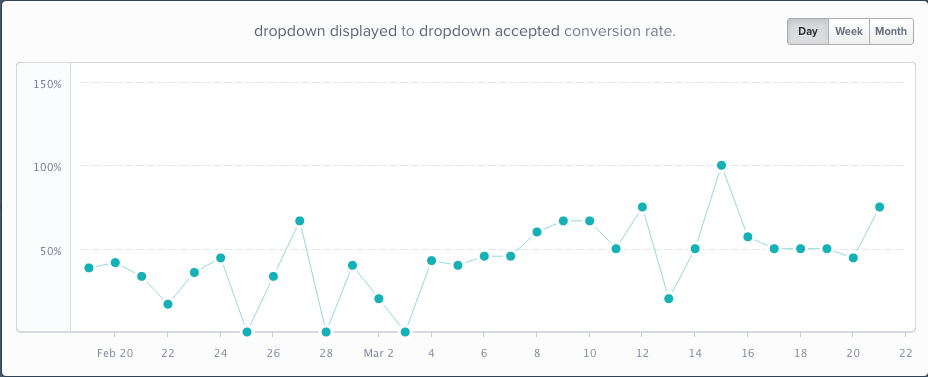 dropdown displayed to dropdown accepted conversion rate.
Day Week Month
150%
100%
50%
Feb 20 22 24 26 28 Mar 2 4 6 8 10 12 14 16 18 20 22